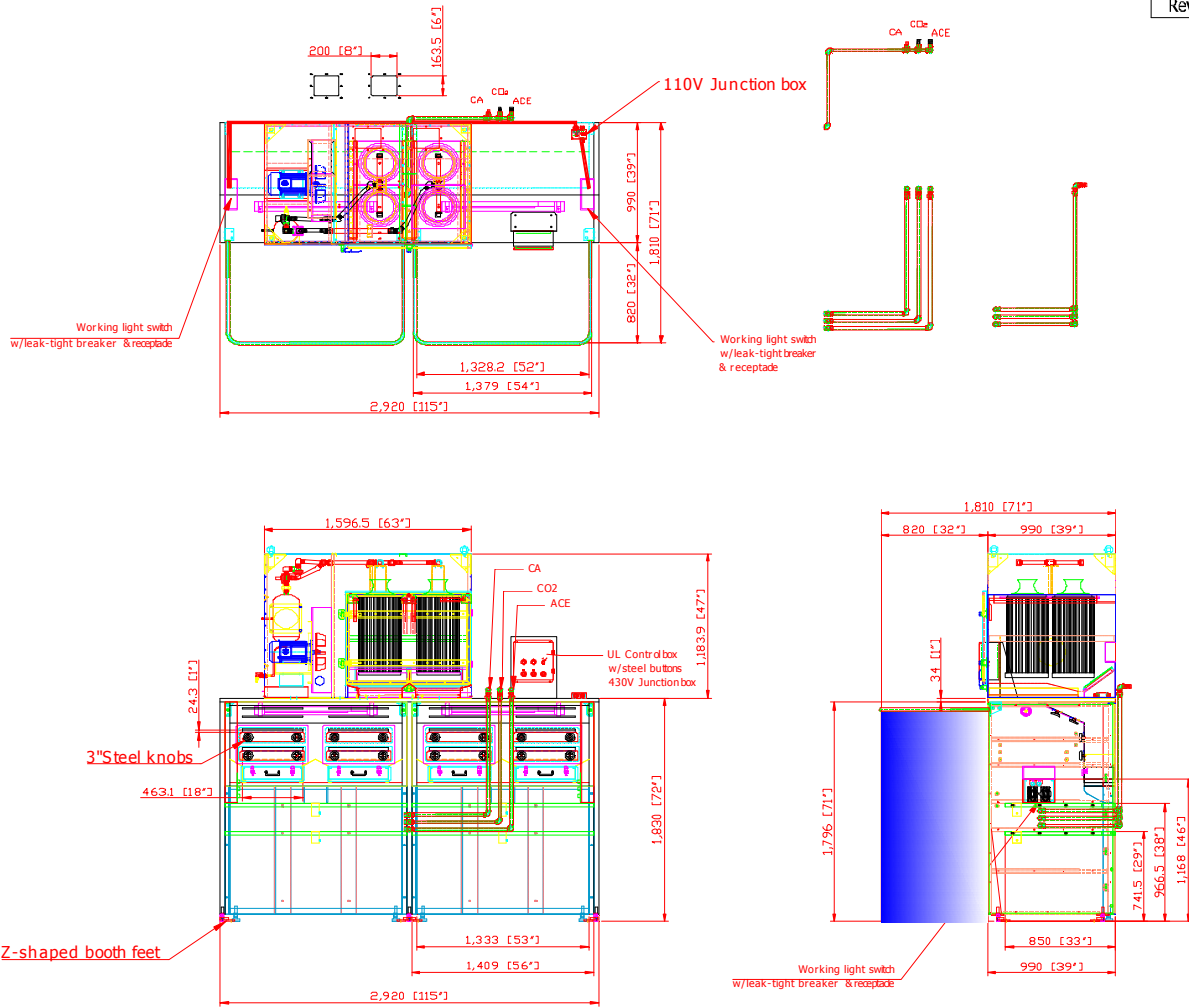 Rev
CO2
CA ACE
200 [8"]
163.5 [6"]
CO2
CA ACE
110V Junction box
990 [39"]
1,810 [71"]
820 [32"]
Working light switch
w/leak-tight breaker & receptacle
Working light switch
w/leak-tight breaker
& receptacle
1,328.2 [52"]
1,379 [54"]
2,920 [115"]
1,596.5 [63"]
CA
CO2
ACE
UL Control box
w/steel buttons
430V Junction box
1,183.9 [47"]
24.3 [1"]
3"Steel knobs
463.1 [18"]
1,830 [72"]
Z-shaped booth feet
1,333 [53"]
1,409 [56"]
2,920 [115"]
1,810 [71"]
820 [32"] 990 [39"]
34 [1"]
1,796 [71"]
741.5 [29"]
966.5 [38"]
1,168 [46"]
850 [33"]
990 [39"]
Working light switch
w/leak-tight breaker & receptacle